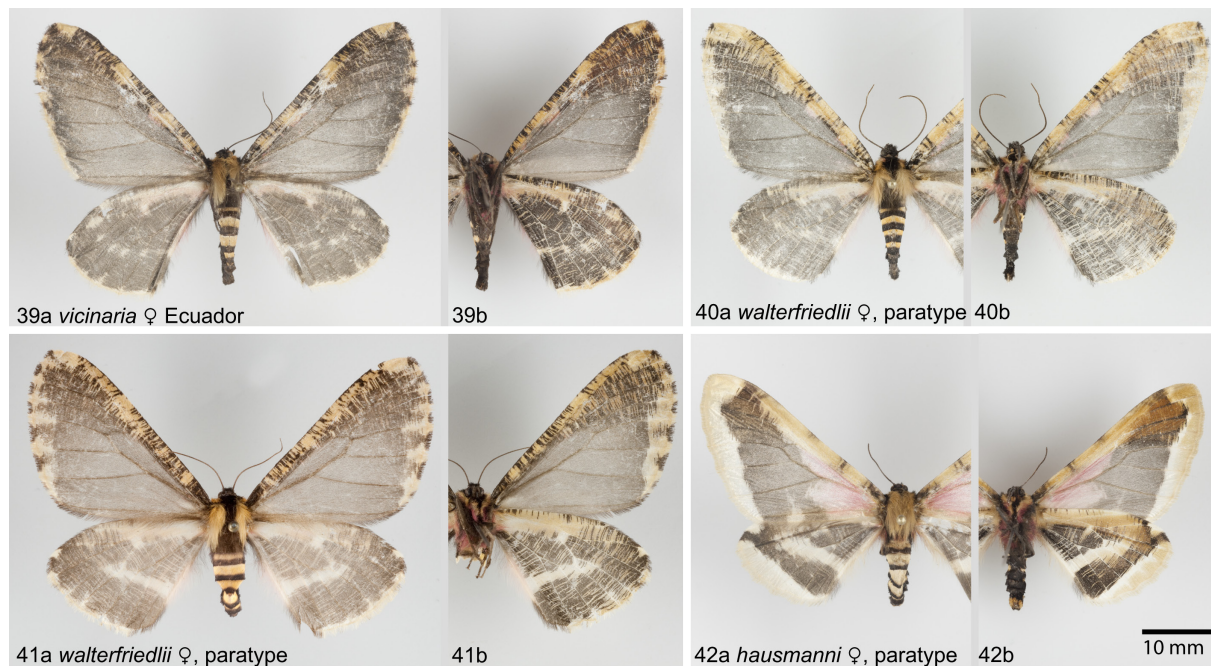 39a vicinaria ♀ Ecuador
39b
40a walterfriedlii ♀, paratype
40b
41a walterfriedlii ♀, paratype
41b
42a hausmanni ♀, paratype
42b
10 mm